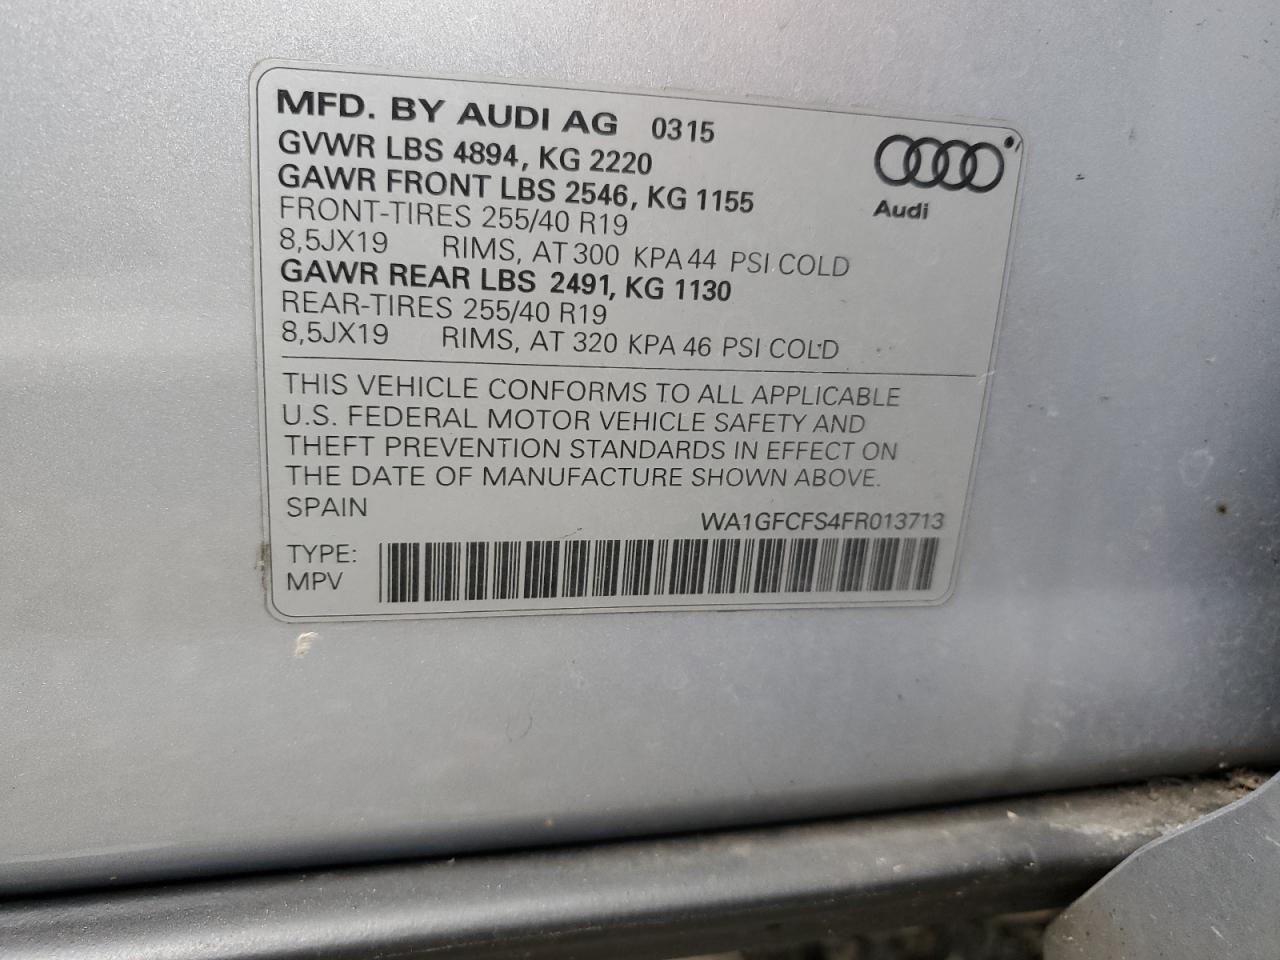 MFD. BY AUDI AG 0315
GVWR LBS 4894, KG 2220
GAWR FRONT LBS 2546, KG 1155
FRONT-TIRES 255/40 R19
8,5JX19 RIMS, AT 300 KPA 44 PSI COLD
GAWR REAR LBS 2491, KG 1130
REAR-TIRES 255/40 R19
8,5JX19 RIMS, AT 320 KPA 46 PSI COLD
Audi
THIS VEHICLE CONFORMS TO ALL APPLICABLE
U.S. FEDERAL MOTOR VEHICLE SAFETY AND
THEFT PREVENTION STANDARDS IN EFFECT ON
THE DATE OF MANUFACTURE SHOWN ABOVE.
SPAIN
WA1GFCFS4FR013713
TYPE:
MPV